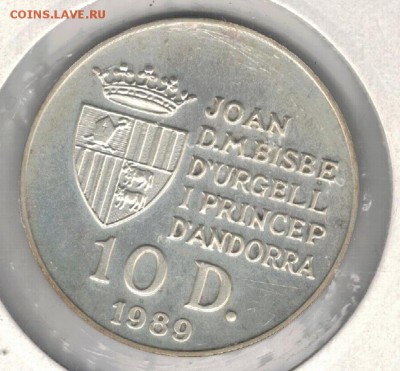 COINS.LAVE.RU
JOAN
D.M.BISBE
D'URGELL
I PRINCEP
D'ANDORRA
10 D.
1989